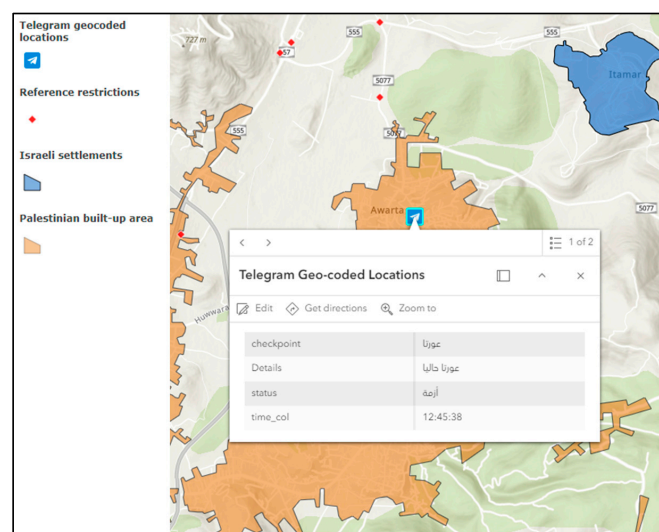 Telegram geocoded
locations
Reference restrictions
Israeli settlements
Palestinian built-up area
727 m
555
555
57
5077
Itamar
555
5077
Awarta
5077
Huwwara
1 of 2
Telegram Geo-coded Locations
Edit
Get directions
Zoom to
checkpoint عورتا
Details عورتا حاليا
status أزمة
time_col 12:45:38